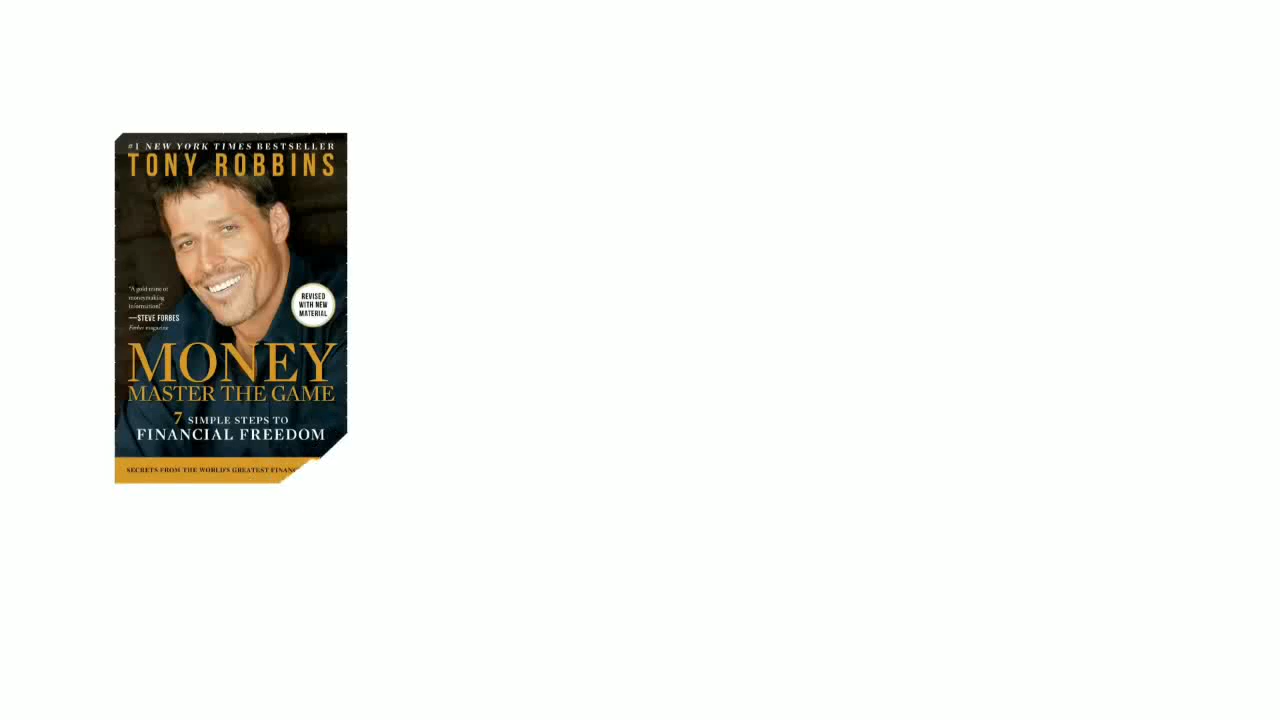 #1 NEW YORK TIMES BESTSELLER
TONY ROBBINS
"A gold mine of
moneymaking
information!"
—STEVE FORBES
Forbes magazine
REVISED
WITH NEW
MATERIAL
MONEY
MASTER THE GAME
7 SIMPLE STEPS TO
FINANCIAL FREEDOM
SECRETS FROM THE WORLD'S GREATEST